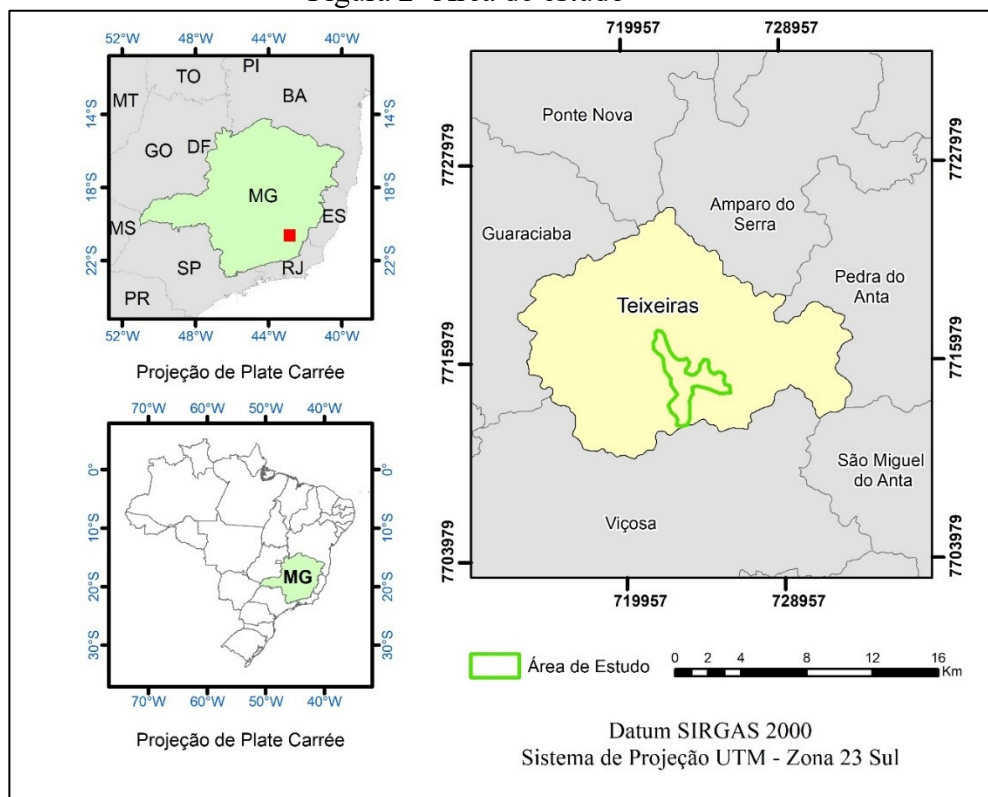 Figura 2- Área de estudo
52°W 48°W 44°W 40°W
14°S 18°S 22°S
14°S 18°S 22°S
TO
PI
MT
BA
GO
DF
MG
ES
MS
SP
RJ
PR
52°W 48°W 44°W 40°W
Projeção de Plate Carrée
70°W 60°W 50°W 40°W
0° 10°S 20°S 30°S
0° 10°S 20°S 30°S
MG
70°W 60°W 50°W 40°W
Projeção de Plate Carrée
719957 728957
7727979 7715979 7703979
7727979 7715979 7703979
Ponte Nova
Guaraciaba
Amparo do
Serra
Pedra do
Anta
Teixeiras
São Miguel
do Anta
Viçosa
719957 728957
Área de Estudo
0 2 4 8 12 16
Km
Datum SIRGAS 2000
Sistema de Projeção UTM - Zona 23 Sul